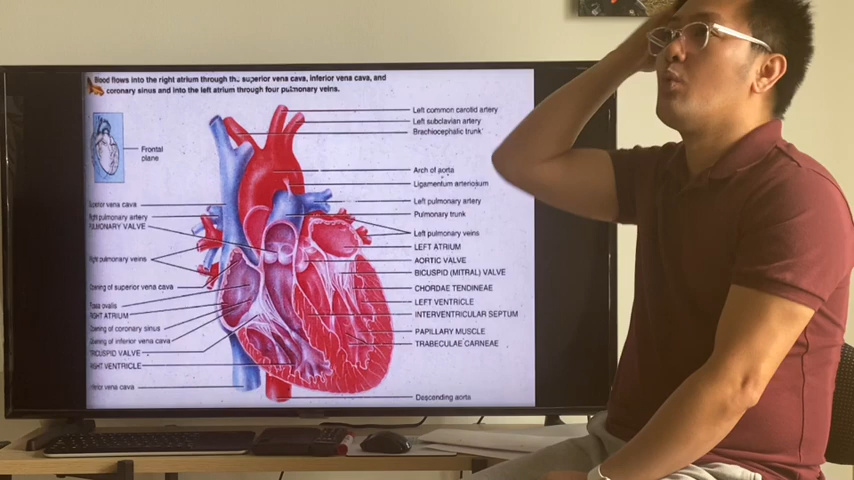 Blood flows into the right atrium through the superior vena cava, inferior vena cava, and
coronary sinus and into the left atrium through four pulmonary veins.
Frontal
plane
Left common carotid artery
Left subclavian artery
Brachiocephalic trunk
Arch of aorta
Ligamentum arteriosum
Left pulmonary artery
Pulmonary trunk
Left pulmonary veins
LEFT ATRIUM
AORTIC VALVE
BICUSPID (MITRAL) VALVE
CHORDAE TENDINEAE
LEFT VENTRICLE
INTERVENTRICULAR SEPTUM
PAPILLARY MUSCLE
TRABECULAE CARNEAE
Descending aorta
Superior vena cava
Right pulmonary artery
PULMONARY VALVE
Right pulmonary veins
Opening of superior vena cava
Fossa ovalis
RIGHT ATRIUM
Opening of coronary sinus
Opening of inferior vena cava
TRICUSPID VALVE
RIGHT VENTRICLE
Inferior vena cava